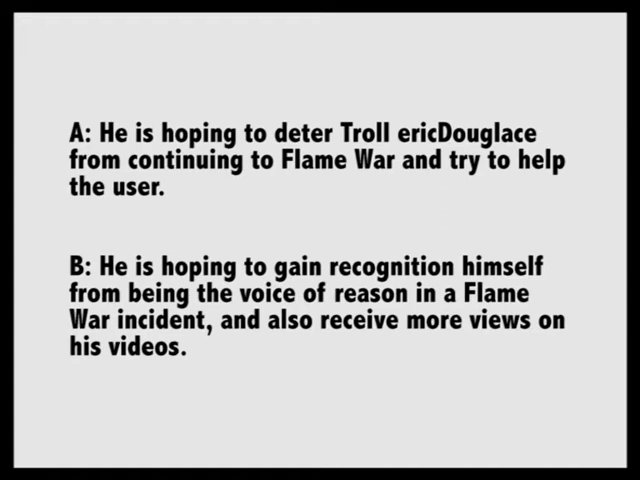 A: He is hoping to deter Troll ericDouglace
from continuing to Flame War and try to help
the user.
B: He is hoping to gain recognition himself
from being the voice of reason in a Flame
War incident, and also receive more views on
his videos.